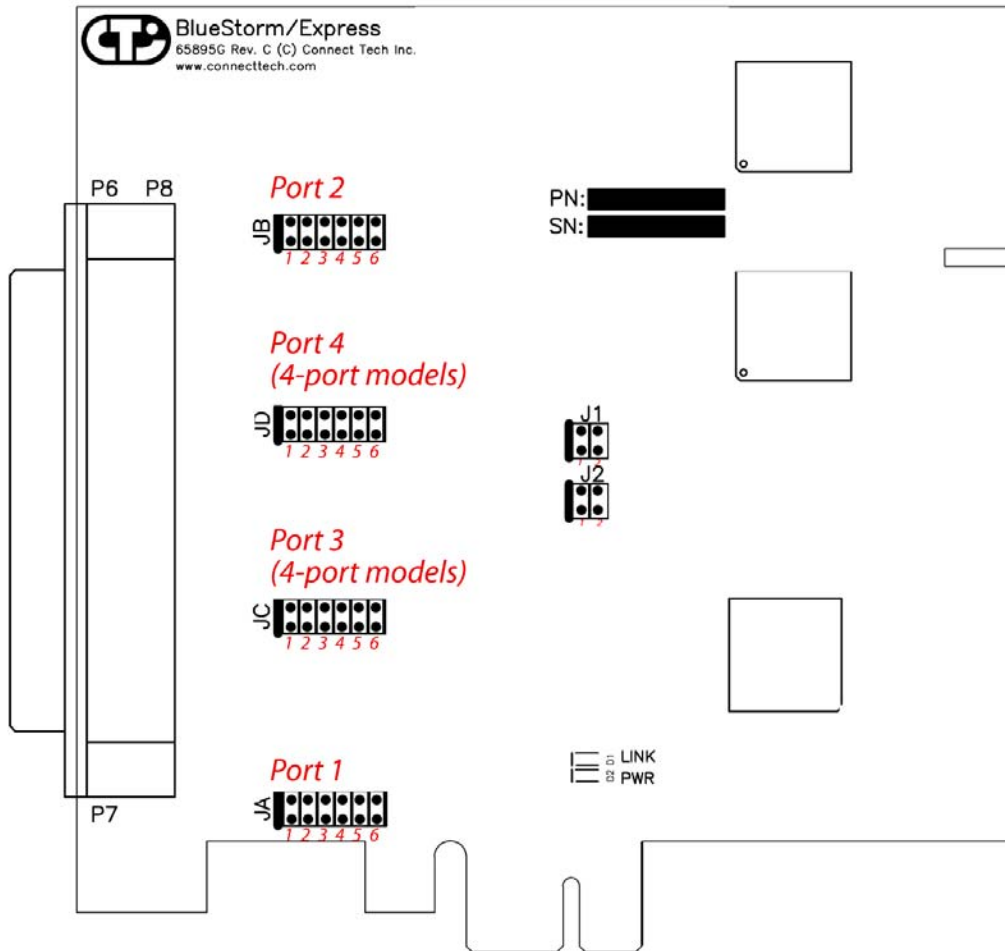 BlueStorm/Express
65895G Rev. C (C) Connect Tech Inc.
www.connecttech.com
P6 P8
Port 2
JB
1 2 3 4 5 6
PN:
SN:
Port 4
(4-port models)
JD
1 2 3 4 5 6
J1
1 2
J2
1 2
Port 3
(4-port models)
JC
1 2 3 4 5 6
D1 LINK
D2 PWR
Port 1
JA
1 2 3 4 5 6
P7